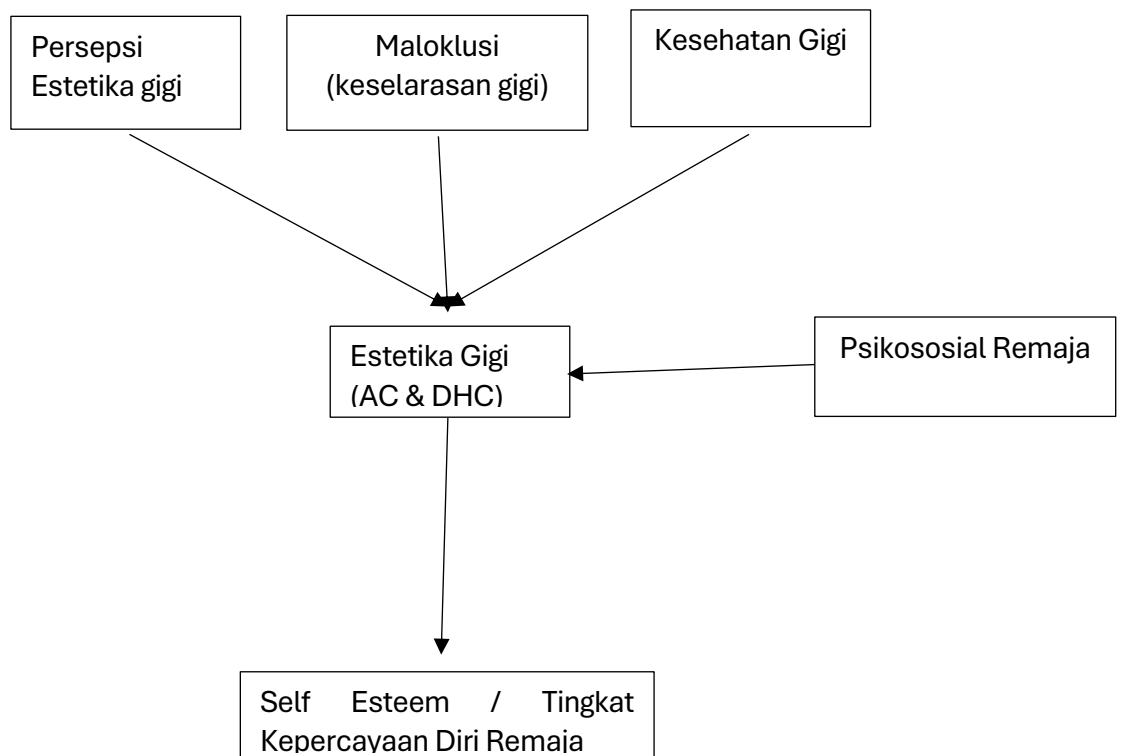 Persepsi
Estetika gigi
Maloklusi
(keselarasan gigi)
Kesehatan Gigi
Estetika Gigi
(AC & DHC)
Psikososial Remaja
Self Esteem / Tingkat
Kepercayaan Diri Remaja